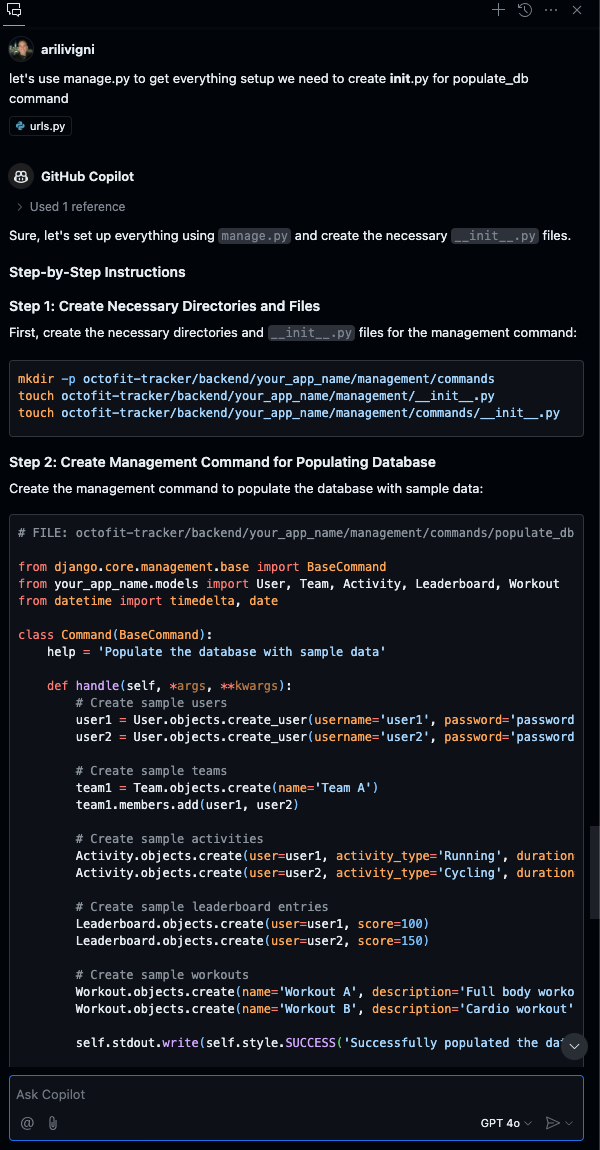 arilivigni
let's use manage.py to get everything setup we need to create init.py for populate_db
command
urls.py
GitHub Copilot
Used 1 reference
Sure, let's set up everything using manage.py and create the necessary __init__.py files.
Step-by-Step Instructions
Step 1: Create Necessary Directories and Files
First, create the necessary directories and __init__.py files for the management command:
mkdir -p octofit-tracker/backend/your_app_name/management/commands
touch octofit-tracker/backend/your_app_name/management/__init__.py
touch octofit-tracker/backend/your_app_name/management/commands/__init__.py
Step 2: Create Management Command for Populating Database
Create the management command to populate the database with sample data:
# FILE: octofit-tracker/backend/your_app_name/management/commands/populate_db
from django.core.management.base import BaseCommand
from your_app_name.models import User, Team, Activity, Leaderboard, Workout
from datetime import timedelta, date
class Command(BaseCommand):
    help = 'Populate the database with sample data'
    def handle(self, *args, **kwargs):
        # Create sample users
        user1 = User.objects.create_user(username='user1', password='password
        user2 = User.objects.create_user(username='user2', password='password
        # Create sample teams
        team1 = Team.objects.create(name='Team A')
        team1.members.add(user1, user2)
        # Create sample activities
        Activity.objects.create(user=user1, activity_type='Running', duration
        Activity.objects.create(user=user2, activity_type='Cycling', duration
        # Create sample leaderboard entries
        Leaderboard.objects.create(user=user1, score=100)
        Leaderboard.objects.create(user=user2, score=150)
        # Create sample workouts
        Workout.objects.create(name='Workout A', description='Full body worko
        Workout.objects.create(name='Workout B', description='Cardio workout'
        self.stdout.write(self.style.SUCCESS('Successfully populated the da
Ask Copilot
@
GPT 4o